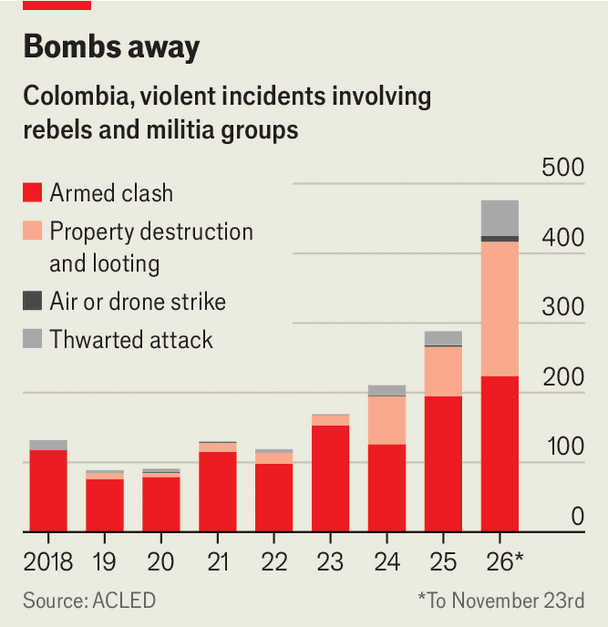 Bombs away
Colombia, violent incidents involving
rebels and militia groups
Armed clash
Property destruction
and looting
Air or drone strike
Thwarted attack
500
400
300
200
100
0
2018 19 20 21 22 23 24 25 26*
Source: ACLED
*To November 23rd